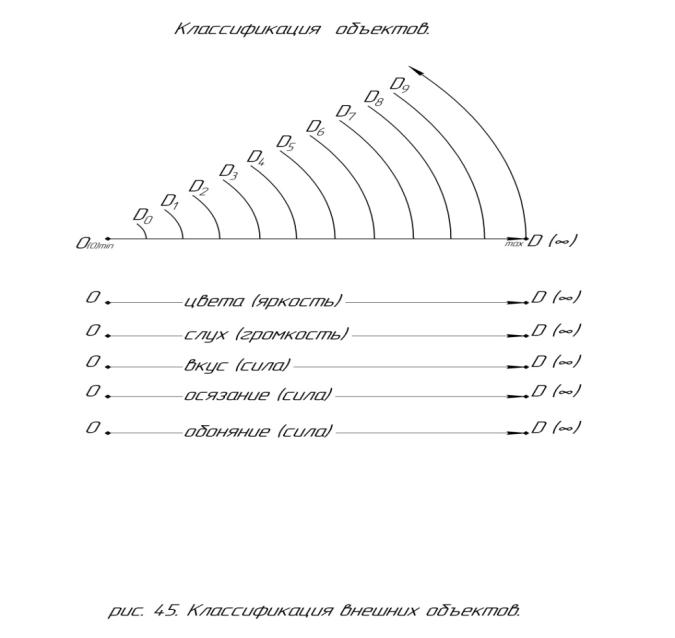 Классификация объектов.
D9
D8
D7
D6
D5
D4
D3
D2
D1
D0
O(0)min
max D (∞)
O цвета (яркость) D (∞)
O слух (громкость) D (∞)
O вкус (сила) D (∞)
O осязание (сила) D (∞)
O обоняние (сила) D (∞)
рис. 45. Классификация внешних объектов.